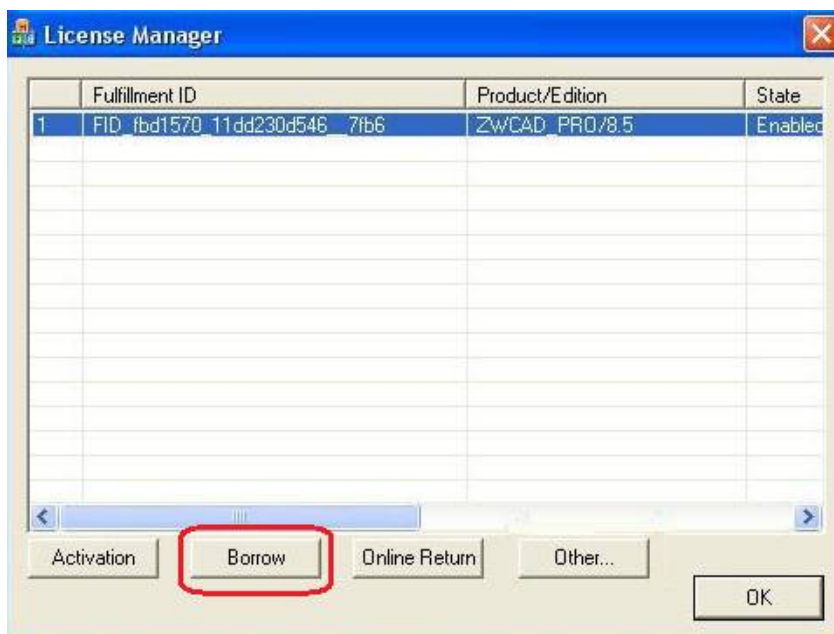 License Manager
Fulfillment ID Product/Edition State
1 FID_fbd1570_11dd230d546__7fb6 ZWCAD_PRO/8.5 Enabled
Activation Borrow Online Return Other...
OK